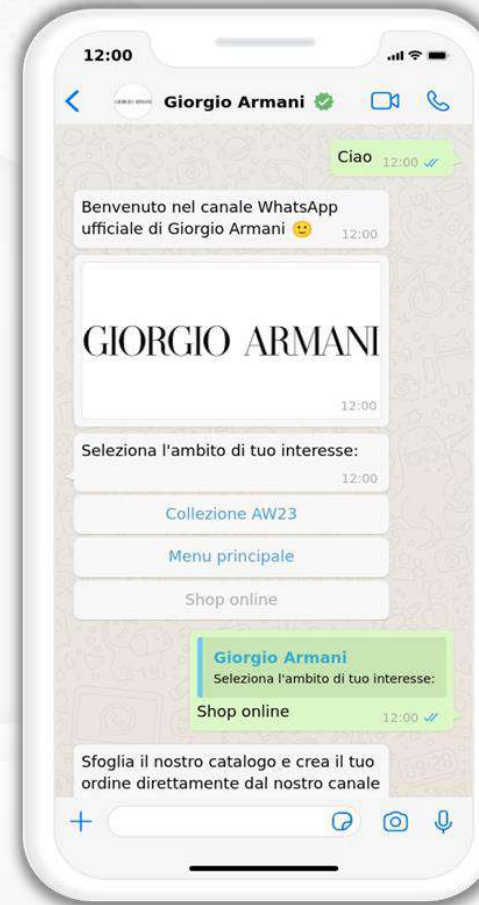 12:00
Giorgio Armani
Ciao 12:00
Benvenuto nel canale WhatsApp
ufficiale di Giorgio Armani 🙂 12:00
GIORGIO ARMANI
12:00
Seleziona l'ambito di tuo interesse:
12:00
Collezione AW23
Menu principale
Shop online
Giorgio Armani
Seleziona l'ambito di tuo interesse:
Shop online 12:00
Sfoglia il nostro catalogo e crea il tuo
ordine direttamente dal nostro canale